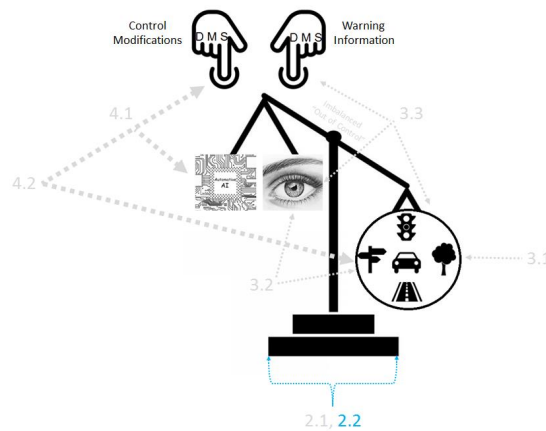 Control
Modifications
Warning
Information
D M S
D M S
Imbalanced
"Out of Control"
4.1
3.3
4.2
Automotive
AI
3.1
3.2
2.1, 2.2